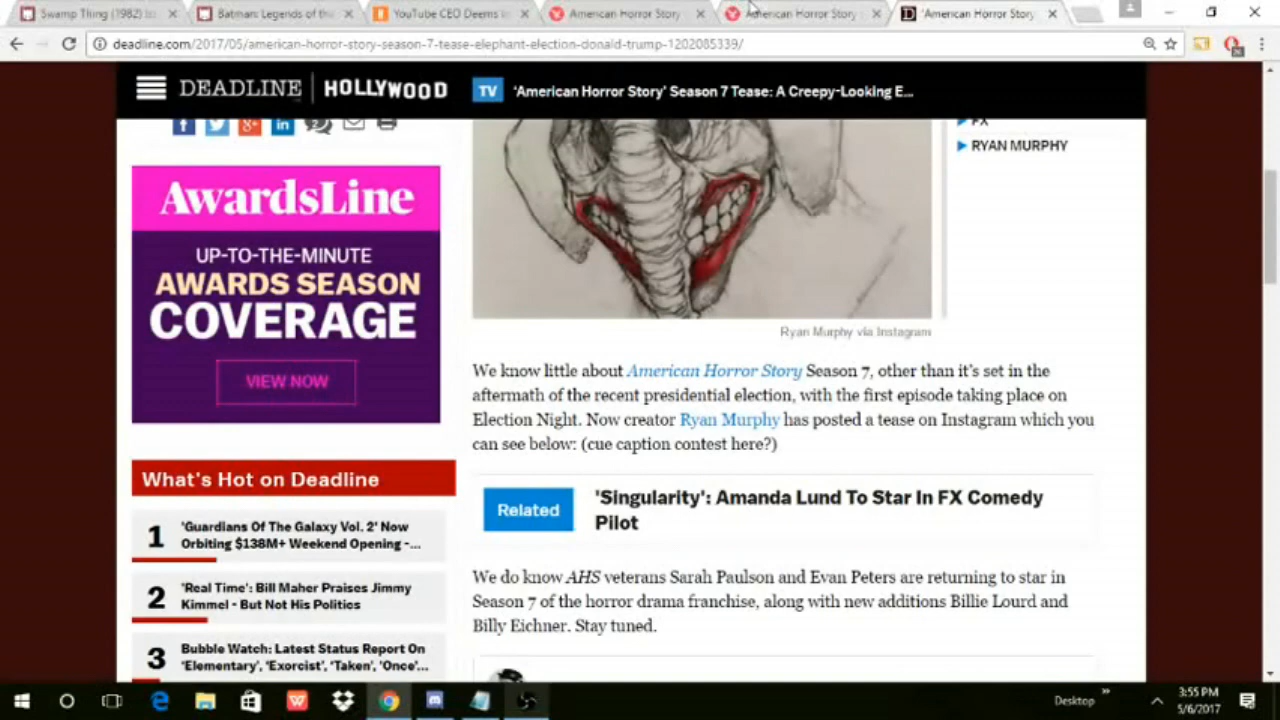 Swamp Thing (1982) to
Batman: Legends of the
YouTube CEO Deems
American Horror Story
American Horror Story
'American Horror Story
deadline.com/2017/05/american-horror-story-season-7-tease-elephant-election-donald-trump-1202085339/
DEADLINE HOLLYWOOD
TV 'American Horror Story' Season 7 Tease: A Creepy-Looking E...
FX
RYAN MURPHY
AwardsLine
UP-TO-THE-MINUTE
AWARDS SEASON
COVERAGE
VIEW NOW
Ryan Murphy via Instagram
We know little about American Horror Story Season 7, other than it's set in the
aftermath of the recent presidential election, with the first episode taking place on
Election Night. Now creator Ryan Murphy has posted a tease on Instagram which you
can see below: (cue caption contest here?)
Related 'Singularity': Amanda Lund To Star In FX Comedy
Pilot
We do know AHS veterans Sarah Paulson and Evan Peters are returning to star in
Season 7 of the horror drama franchise, along with new additions Billie Lourd and
Billy Eichner. Stay tuned.
What's Hot on Deadline
1 'Guardians Of The Galaxy Vol. 2' Now
Orbiting $138M+ Weekend Opening -...
2 'Real Time': Bill Maher Praises Jimmy
Kimmel - But Not His Politics
3 Bubble Watch: Latest Status Report On
'Elementary', 'Exorcist', 'Taken', 'Once'...
Desktop
3:55 PM
5/6/2017